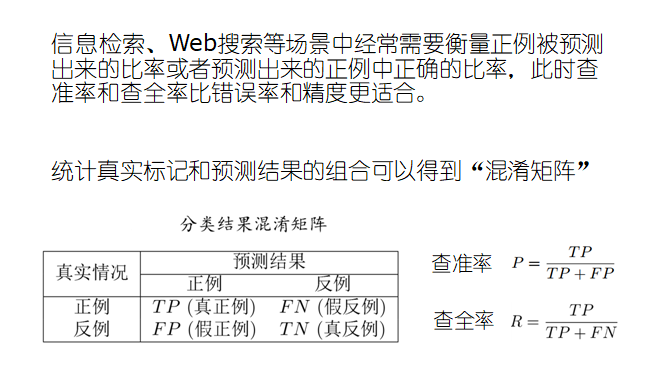 信息检索、Web搜索等场景中经常需要衡量正例被预测
出来的比率或者预测出来的正例中正确的比率，此时查
准率和查全率比错误率和精度更适合。
统计真实标记和预测结果的组合可以得到“混淆矩阵”
分类结果混淆矩阵
真实情况 预测结果
正例 反例
正例 TP (真正例) FN (假反例)
反例 FP (假正例) TN (真反例)
查准率 P = TP / (TP + FP)
查全率 R = TP / (TP + FN)